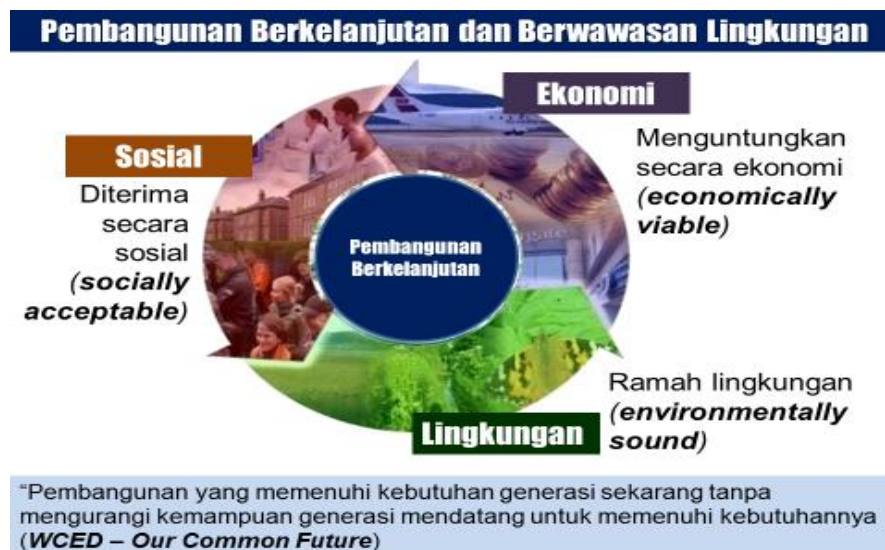 Pembangunan Berkelanjutan dan Berwawasan Lingkungan
Ekonomi
Menguntungkan
secara ekonomi
(economically
viable)
Sosial
Diterima
secara
sosial
(socially
acceptable)
Pembangunan
Berkelanjutan
Ramah lingkungan
(environmentally
sound)
Lingkungan
“Pembangunan yang memenuhi kebutuhan generasi sekarang tanpa
mengurangi kemampuan generasi mendatang untuk memenuhi kebutuhannya
(WCED – Our Common Future)